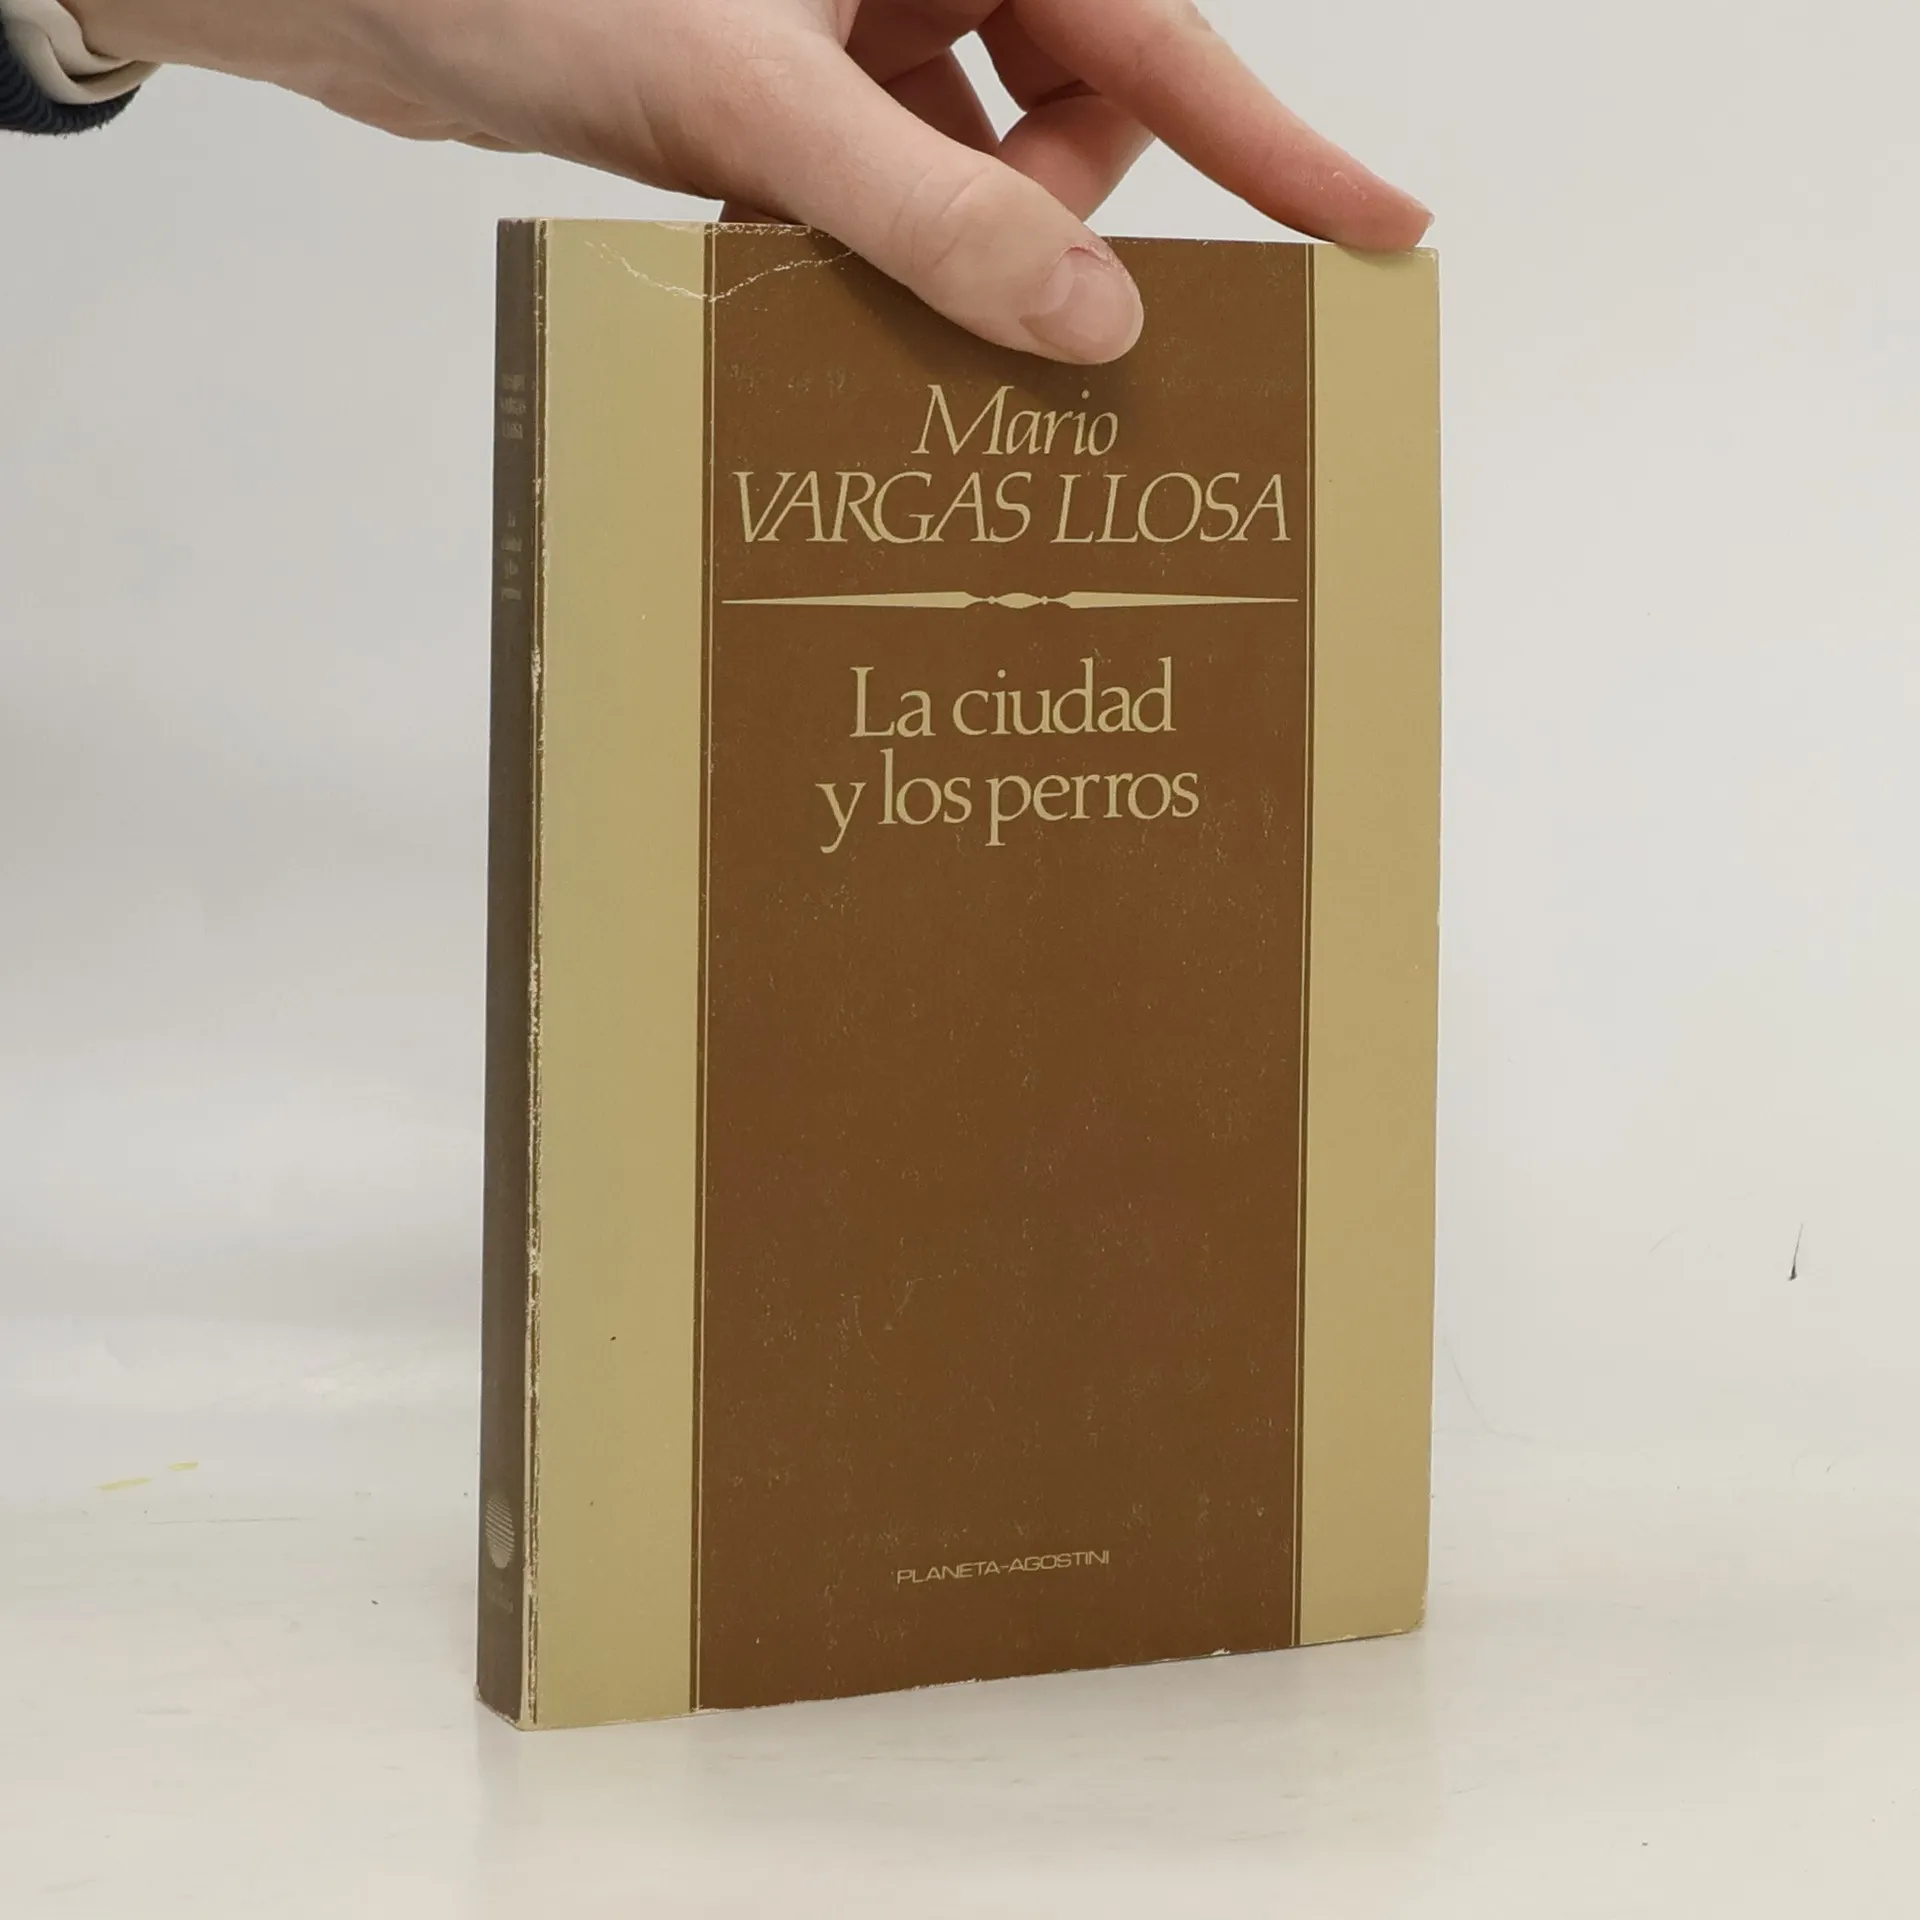 Mario
VARGAS LLOSA
La ciudad
y los perros
PLANETA-AGOSTINI